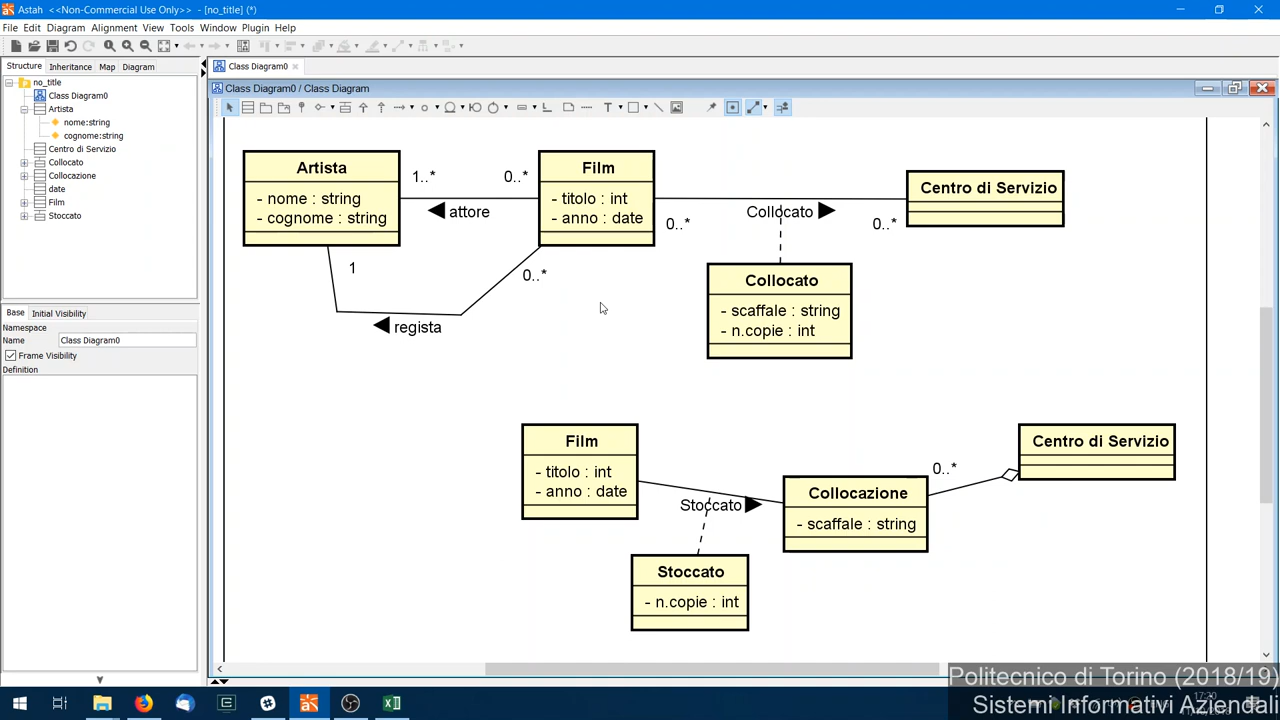 Astah <<Non-Commercial Use Only>> - [no_title] (*)
File Edit Diagram Alignment View Tools Window Plugin Help
Structure Inheritance Map Diagram
Class Diagram0
Class Diagram0 / Class Diagram
no_title
Class Diagram0
Artista
nome:string
cognome:string
Centro di Servizio
Collocato
Collocazione
date
Film
Stoccato
Base Initial Visibility
Namespace
Name Class Diagram0
Frame Visibility
Definition
Artista
- nome : string
- cognome : string
1..*
0..*
attore
Film
- titolo : int
- anno : date
0..*
Collocato
0..*
Centro di Servizio
1
0..*
regista
Collocato
- scaffale : string
- n.copie : int
Film
- titolo : int
- anno : date
Stoccato
Collocazione
- scaffale : string
0..*
Centro di Servizio
Stoccato
- n.copie : int
Politecnico di Torino (2018/19)
Sistemi Informativi Aziendali
17:20